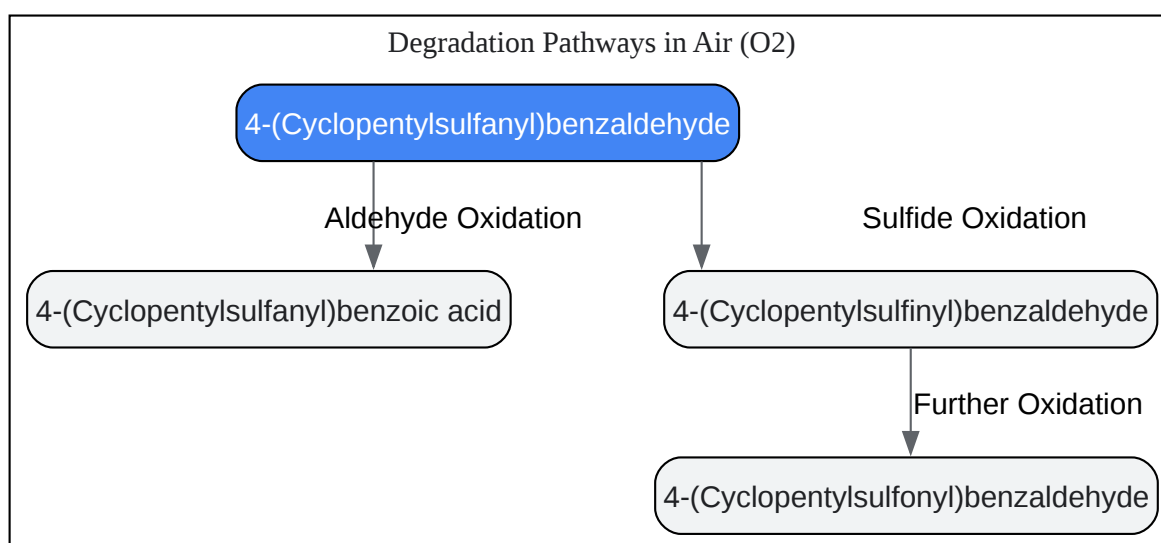 Degradation Pathways in Air (O2)
4-(Cyclopentylsulfanyl)benzaldehyde
Aldehyde Oxidation
Sulfide Oxidation
4-(Cyclopentylsulfanyl)benzoic acid
4-(Cyclopentylsulfinyl)benzaldehyde
Further Oxidation
4-(Cyclopentylsulfonyl)benzaldehyde